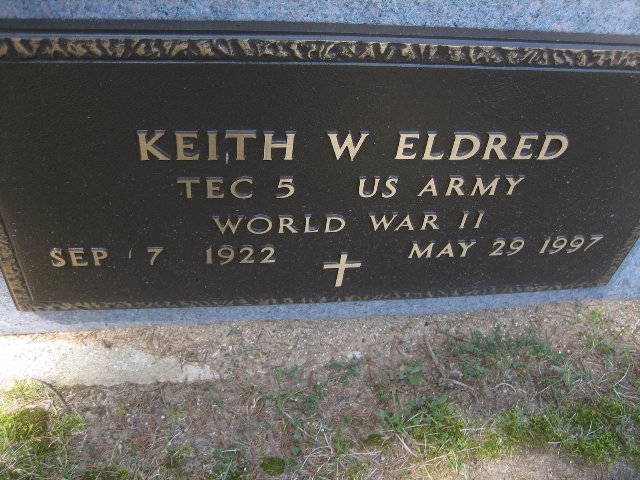 KEITH W ELDRED
TEC 5 US ARMY
WORLD WAR II
SEP 7 1922 MAY 29 1997